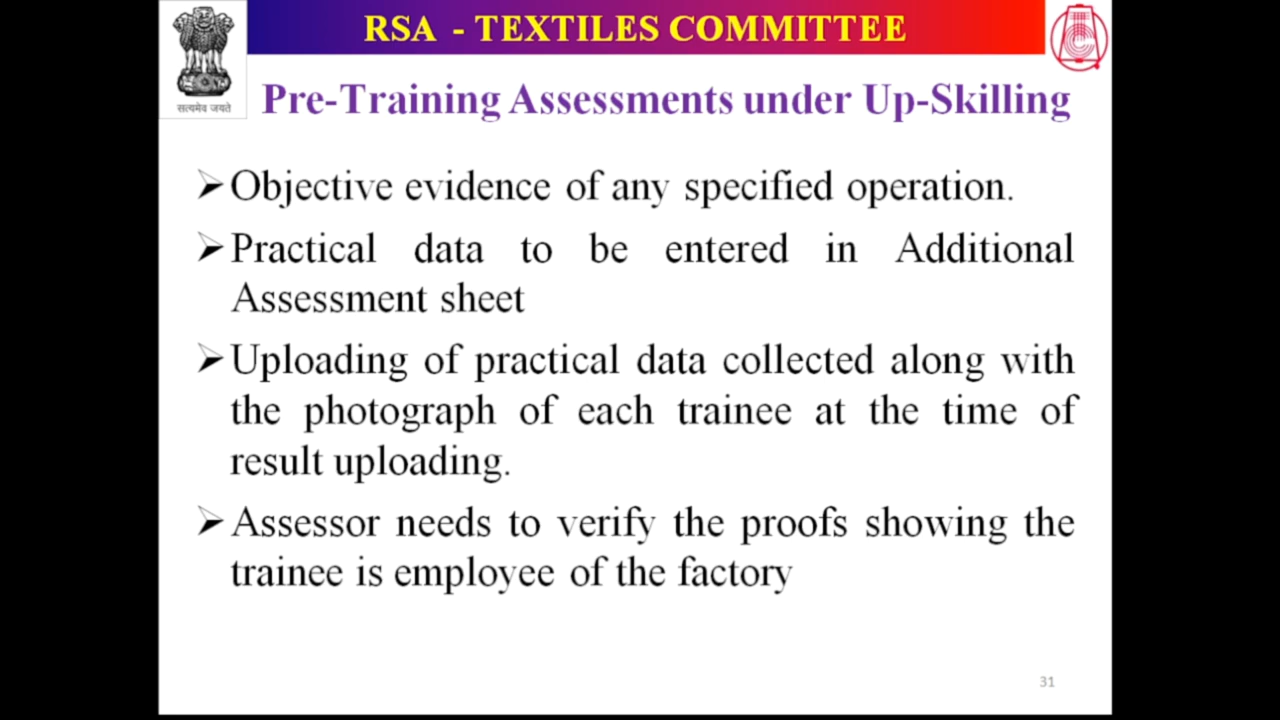 RSA - TEXTILES COMMITTEE
सत्यमेव जयते
Pre-Training Assessments under Up-Skilling
➢Objective evidence of any specified operation.
➢Practical data to be entered in Additional
Assessment sheet
➢Uploading of practical data collected along with
the photograph of each trainee at the time of
result uploading.
➢Assessor needs to verify the proofs showing the
trainee is employee of the factory
31